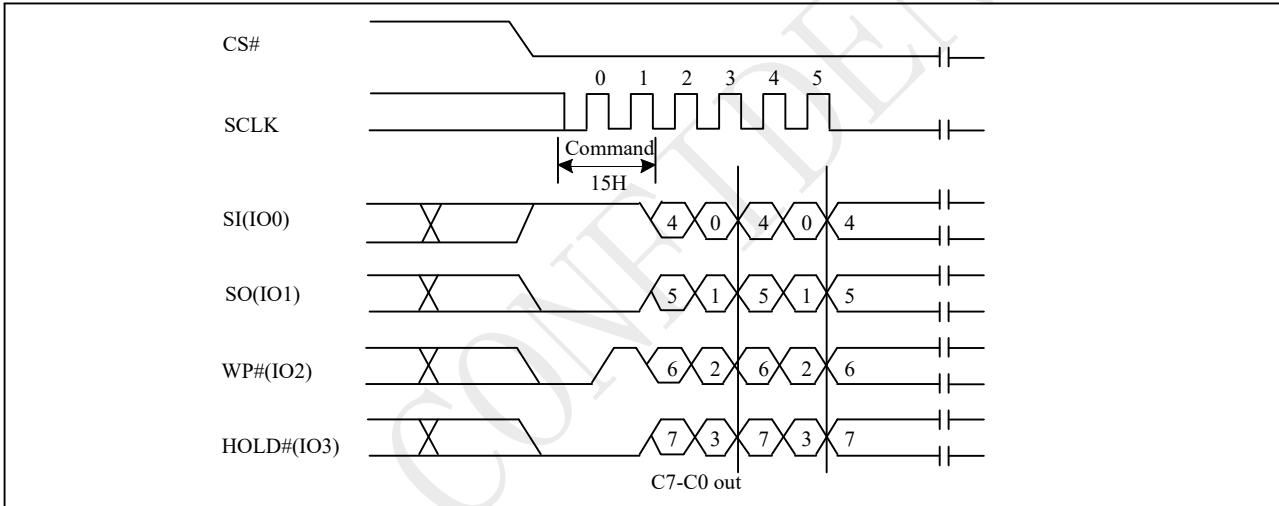 CS#
0 1 2 3 4 5
SCLK
Command
15H
SI(IO0) 4 0 4 0 4
SO(IO1) 5 1 5 1 5
WP#(IO2) 6 2 6 2 6
HOLD#(IO3) 7 3 7 3 7
C7-C0 out